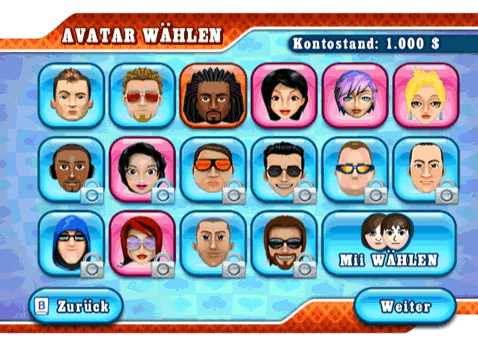 AVATAR WÄHLEN
Kontostand: 1.000 $
Mii WÄHLEN
B Zurück
Weiter